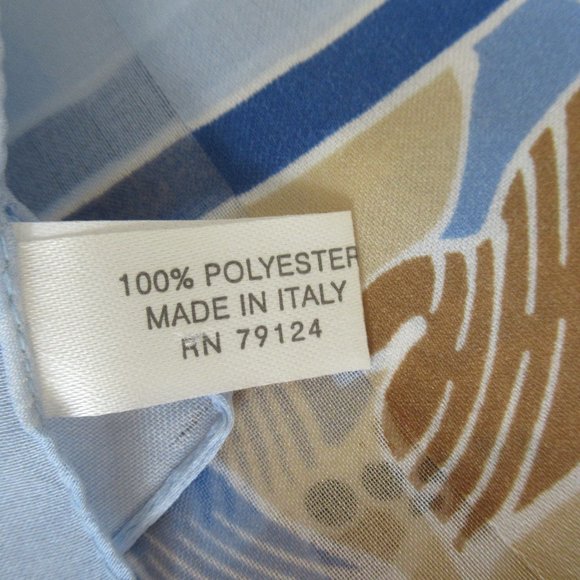 100% POLYESTER
MADE IN ITALY
RN 79124